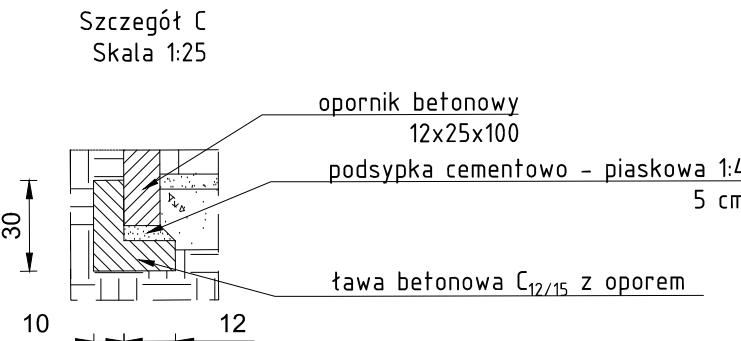 Szczegół C
Skala 1:25
opornik betonowy
12x25x100
podsypka cementowo - piaskowa 1:4
5 cm
30
ława betonowa C12/15 z oporem
10 12